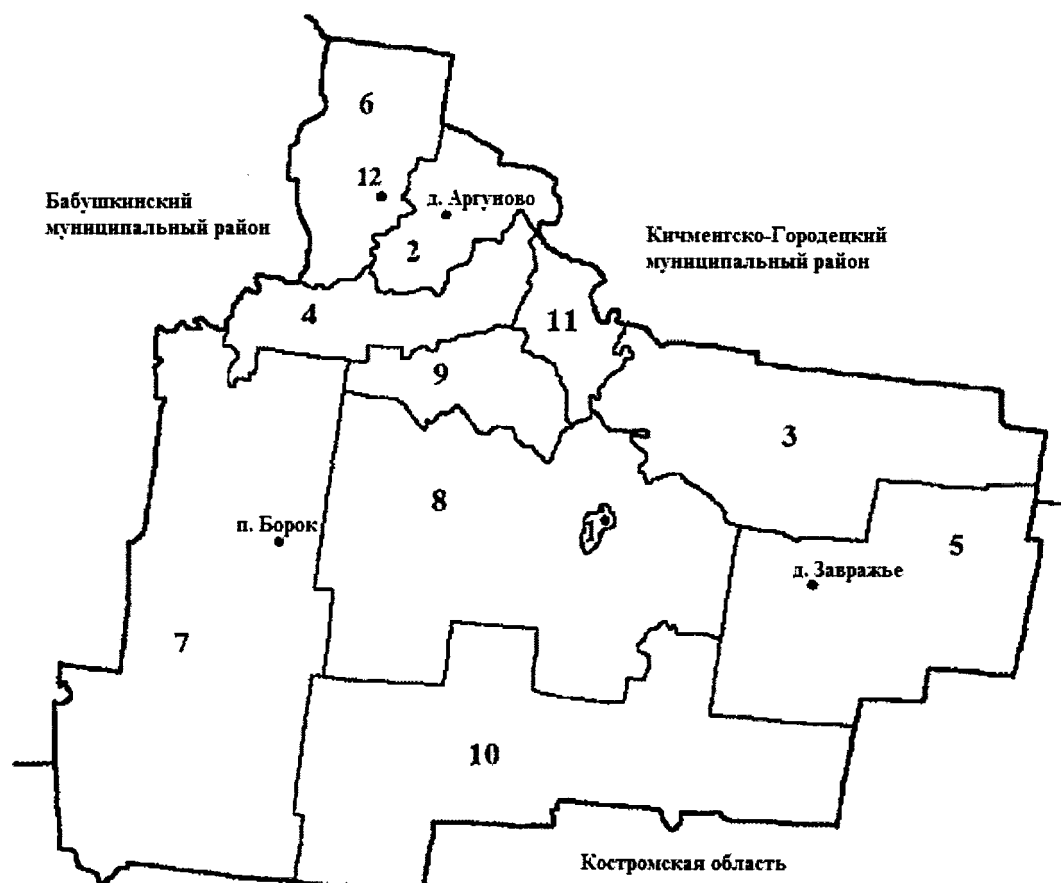 6
12
д. Аргуново
Бабушкинский
муниципальный район
2
Кичменгско-Городецкий
муниципальный район
4
11
9
3
8
п. Борок
1
5
д. Завражье
7
10
Костромская область